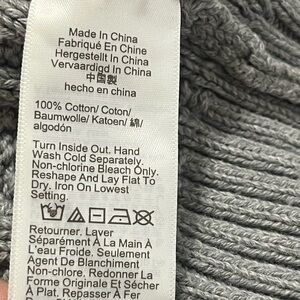 Made In China
Fabriqué En Chine
Hergestellt In China
Vervaardigd In China
中国製
hecho en china
100% Cotton/ Coton/
Baumwolle/ Katoen/ 綿/
algodón
Turn Inside Out. Hand
Wash Cold Separately.
Non-chlorine Bleach Only.
Reshape And Lay Flat To
Dry. Iron On Lowest
Setting.
Retourner. Laver
Séparément À La Main À
L'eau Froide. Seulement
Agent De Blanchiment
Non-chlore. Redonner La
Forme Originale Et Sécher
À Plat. Repasser À Fer